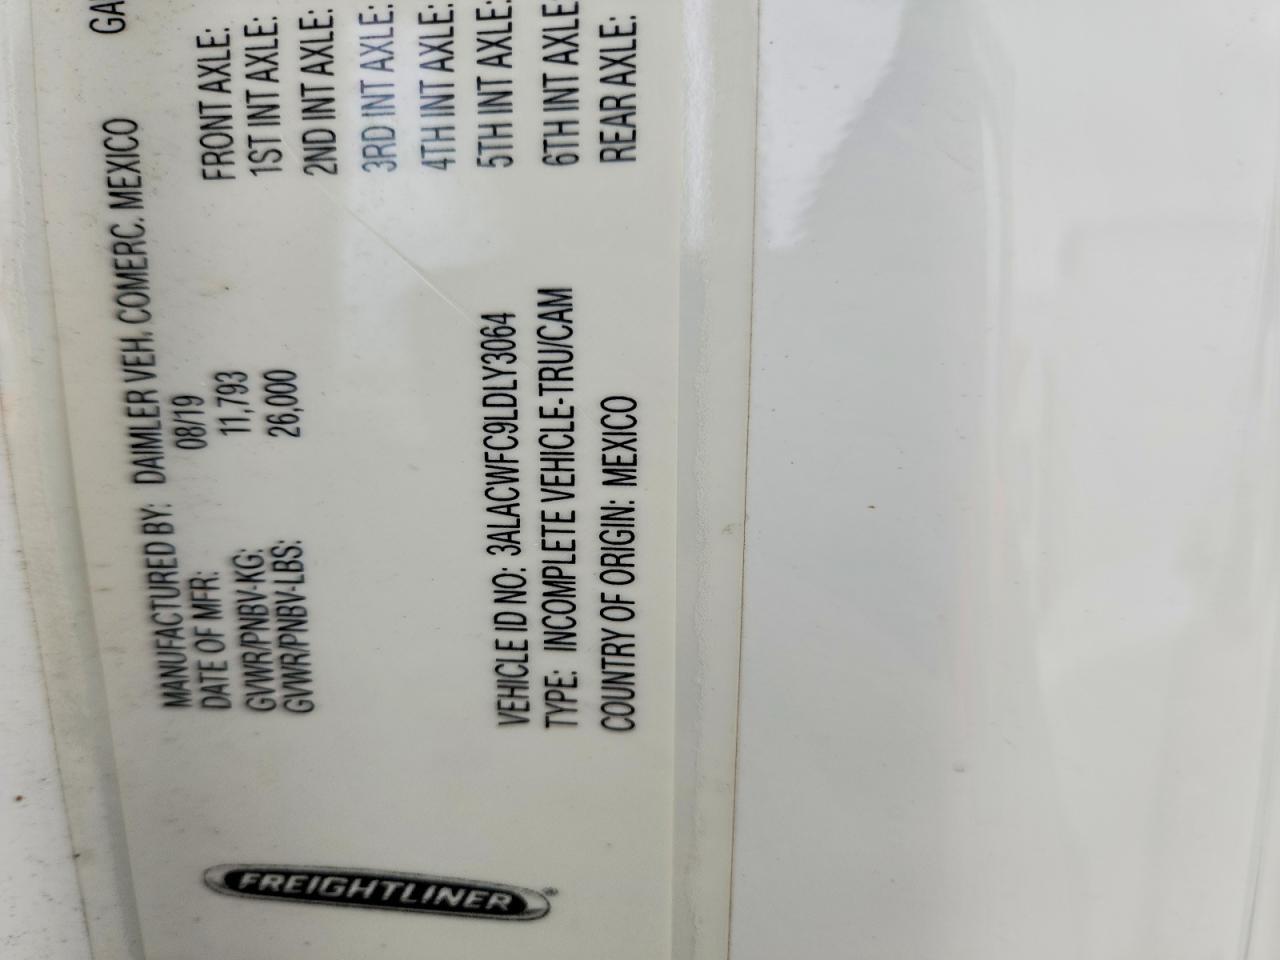 FREIGHTLINER®
MANUFACTURED BY: DAIMLER VEH. COMERC. MEXICO
DATE OF MFR: 08/19
GVWR/PNBV-KG: 11,793
GVWR/PNBV-LBS: 26,000
FRONT AXLE:
1ST INT AXLE:
2ND INT AXLE:
3RD INT AXLE:
4TH INT AXLE:
5TH INT AXLE:
6TH INT AXLE:
REAR AXLE:
VEHICLE ID NO: 3ALACWFC9LDLY3064
TYPE: INCOMPLETE VEHICLE-TRU/CAM
COUNTRY OF ORIGIN: MEXICO